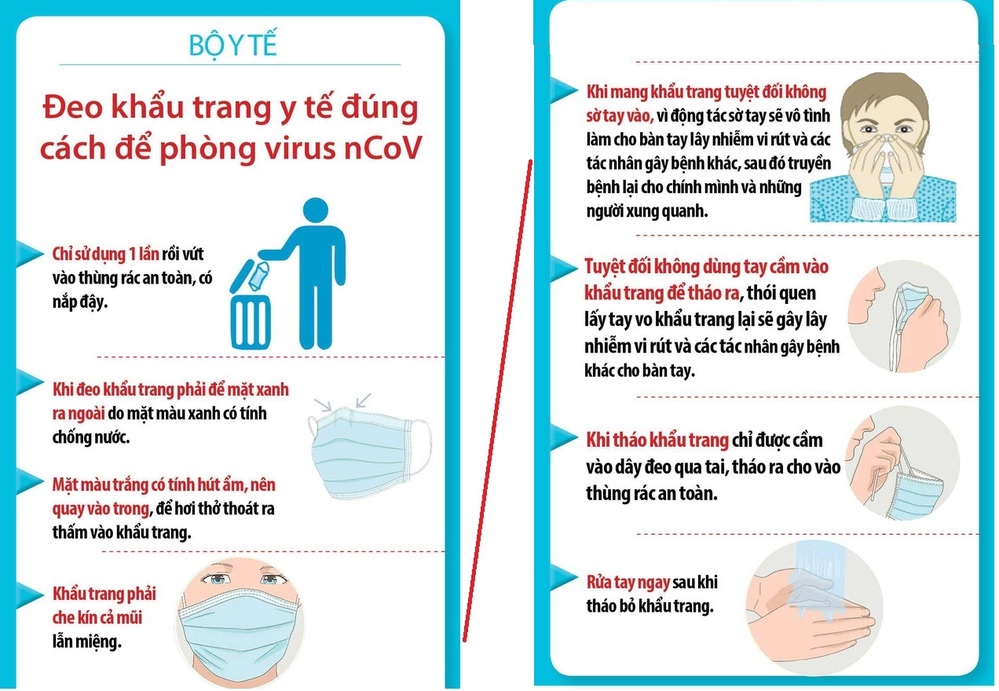 BỘ Y TẾ
Đeo khẩu trang y tế đúng
cách để phòng virus nCoV
Chỉ sử dụng 1 lần rồi vứt
vào thùng rác an toàn, có
nắp đậy.
Khi đeo khẩu trang phải để mặt xanh
ra ngoài do mặt màu xanh có tính
chống nước.
Mặt màu trắng có tính hút ẩm, nên
quay vào trong, để hơi thở thoát ra
thấm vào khẩu trang.
Khẩu trang phải
che kín cả mũi
lẫn miệng.
Khi mang khẩu trang tuyệt đối không
sờ tay vào, vì động tác sờ tay sẽ vô tình
làm cho bàn tay lây nhiễm vi rút và các
tác nhân gây bệnh khác, sau đó truyền
bệnh lại cho chính mình và những
người xung quanh.
Tuyệt đối không dùng tay cầm vào
khẩu trang để tháo ra, thói quen
lấy tay vo khẩu trang lại sẽ gây lây
nhiễm vi rút và các tác nhân gây bệnh
khác cho bàn tay.
Khi tháo khẩu trang chỉ được cầm
vào dây đeo qua tai, tháo ra cho vào
thùng rác an toàn.
Rửa tay ngay sau khi
tháo bỏ khẩu trang.